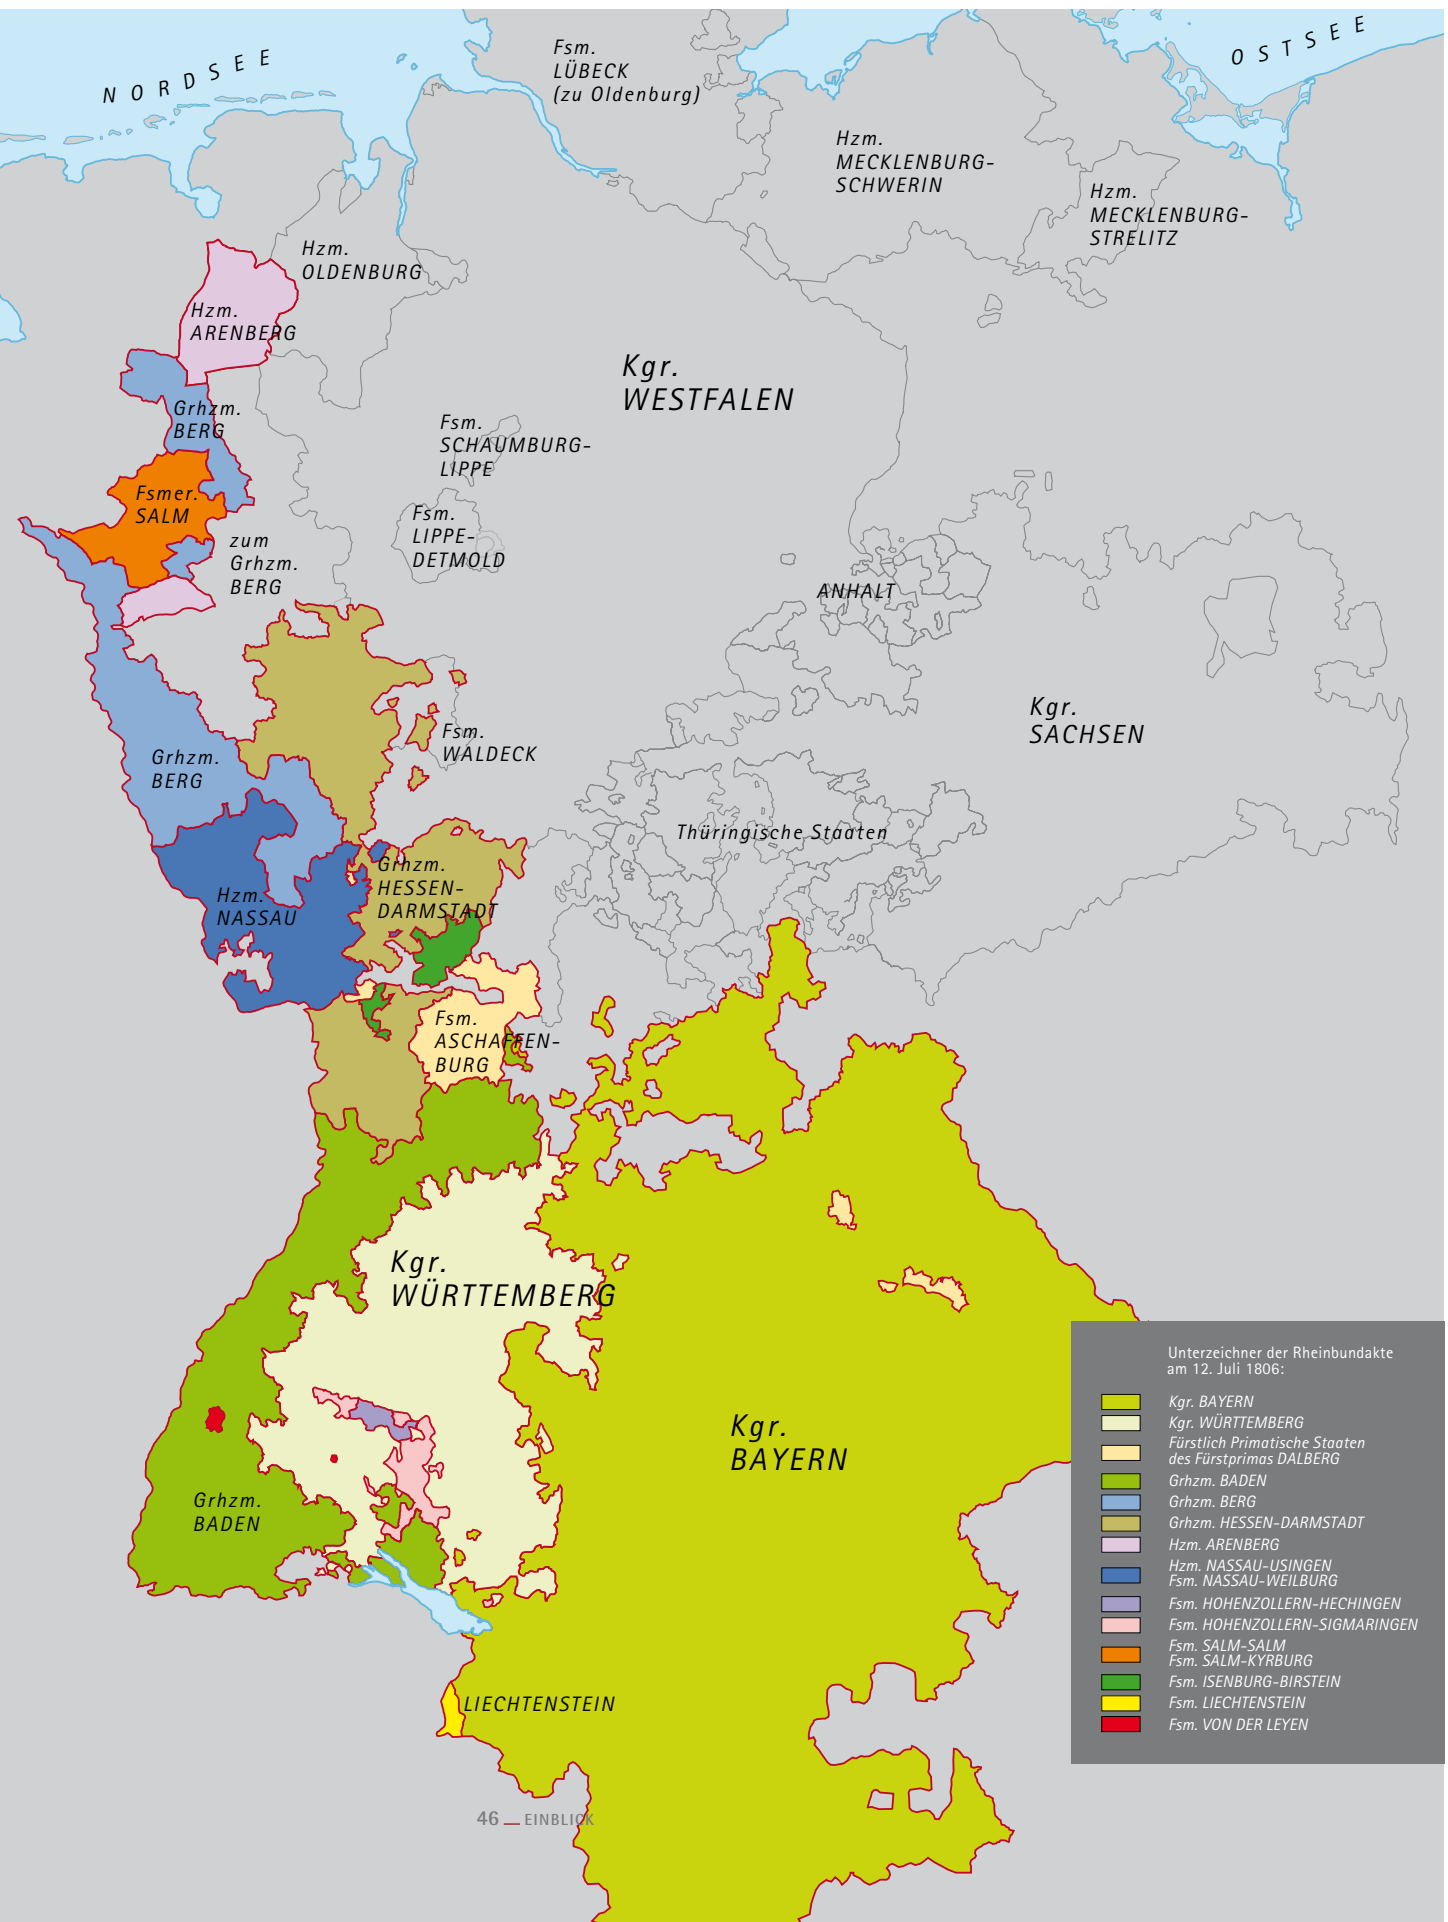 NORDSEE
OSTSEE
Fsm.
LÜBECK
(zu Oldenburg)
Hzm.
MECKLENBURG-
SCHWERIN
Hzm.
MECKLENBURG-
STRELITZ
Hzm.
OLDENBURG
Hzm.
ARENBERG
Kgr.
WESTFALEN
Grhzm.
BERG
Fsm.
SCHAUMBURG-
LIPPE
Fsmer.
SALM
Fsm.
LIPPE-
DETMOLD
zum
Grhzm.
BERG
ANHALT
Kgr.
SACHSEN
Fsm.
WALDECK
Grhzm.
BERG
Thüringische Staaten
Grhzm.
HESSEN-
DARMSTADT
Hzm.
NASSAU
Fsm.
ASCHAFFEN-
BURG
Kgr.
WÜRTTEMBERG
Kgr.
BAYERN
Grhzm.
BADEN
LIECHTENSTEIN
Unterzeichner der Rheinbundakte
am 12. Juli 1806:
Kgr. BAYERN
Kgr. WÜRTTEMBERG
Fürstlich Primatische Staaten
des Fürstprimas DALBERG
Grhzm. BADEN
Grhzm. BERG
Grhzm. HESSEN-DARMSTADT
Hzm. ARENBERG
Hzm. NASSAU-USINGEN
Fsm. NASSAU-WEILBURG
Fsm. HOHENZOLLERN-HECHINGEN
Fsm. HOHENZOLLERN-SIGMARINGEN
Fsm. SALM-SALM
Fsm. SALM-KYRBURG
Fsm. ISENBURG-BIRSTEIN
Fsm. LIECHTENSTEIN
Fsm. VON DER LEYEN
46 — EINBLICK